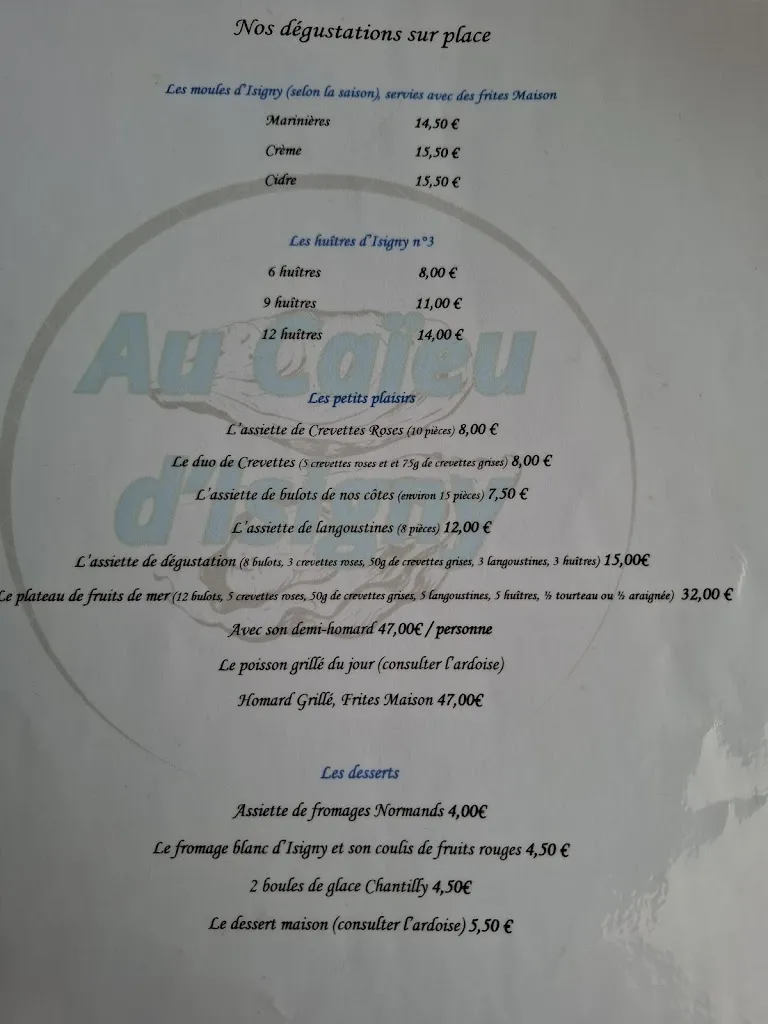 Nos dégustations sur place
Les moules d'Isigny (selon la saison), servies avec des frites Maison
Marinières 14,50 €
Crème 15,50 €
Cidre 15,50 €
Les huîtres d'Isigny n°3
6 huîtres 8,00 €
9 huîtres 11,00 €
12 huîtres 14,00 €
Au Caïeu
d'Isigny
Les petits plaisirs
L'assiette de Crevettes Roses (10 pièces) 8,00 €
Le duo de Crevettes (5 crevettes roses et et 75g de crevettes grises) 8,00 €
L'assiette de bulots de nos côtes (environ 15 pièces) 7,50 €
L'assiette de langoustines (8 pièces) 12,00 €
L'assiette de dégustation (8 bulots, 3 crevettes roses, 50g de crevettes grises, 3 langoustines, 3 huîtres) 15,00€
Le plateau de fruits de mer (12 bulots, 5 crevettes roses, 50g de crevettes grises, 5 langoustines, 5 huîtres, ½ tourteau ou ½ araignée) 32,00 €
Avec son demi-homard 47,00€ / personne
Le poisson grillé du jour (consulter l'ardoise)
Homard Grillé, Frites Maison 47,00€
Les desserts
Assiette de fromages Normands 4,00€
Le fromage blanc d'Isigny et son coulis de fruits rouges 4,50 €
2 boules de glace Chantilly 4,50€
Le dessert maison (consulter l'ardoise) 5,50 €